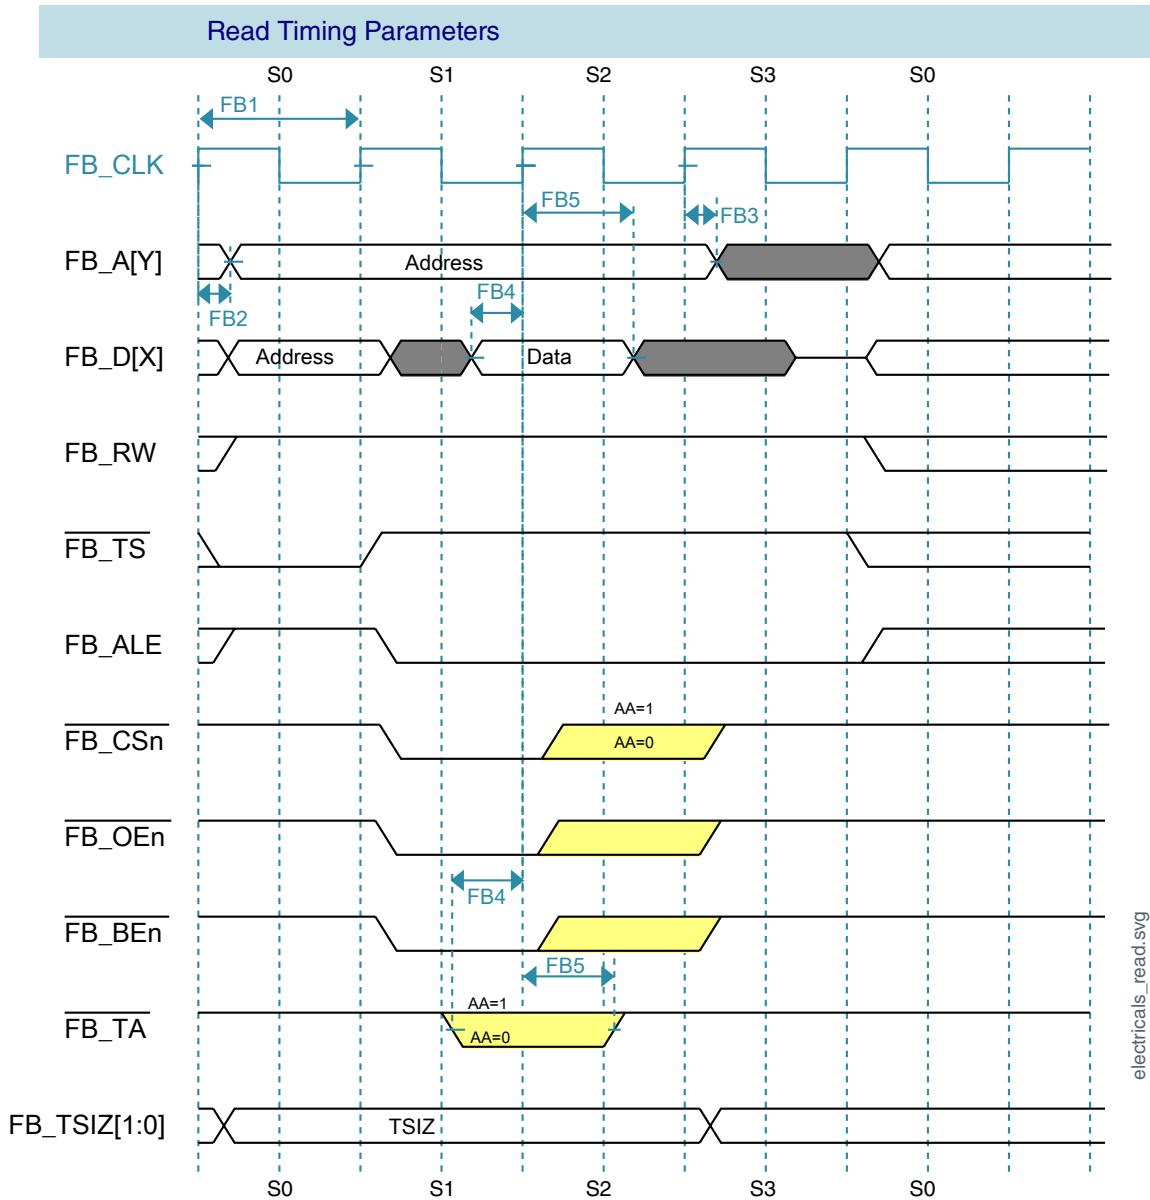 Read Timing Parameters
S0 S1 S2 S3 S0
FB1
FB_CLK
FB5
FB3
FB_A[Y]
Address
FB2
FB4
FB_D[X]
Address
Data
FB_RW
FB_TS
FB_ALE
AA=1
FB_CSn
AA=0
FB_OEn
FB4
FB_BEn
FB5
AA=1
FB_TA
AA=0
electricals_read.svg
FB_TSIZ[1:0]
TSIZ
S0 S1 S2 S3 S0